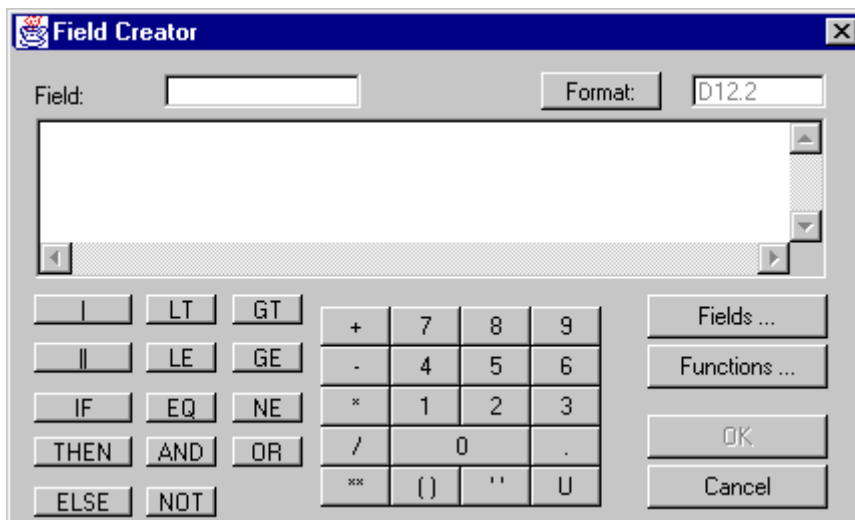 Field Creator
Field: Format: D12.2
| LT GT + 7 8 9 Fields ...
|| LE GE - 4 5 6 Functions ...
IF EQ NE * 1 2 3
THEN AND OR / 0 . OK
ELSE NOT ** ( ) ' ' U Cancel